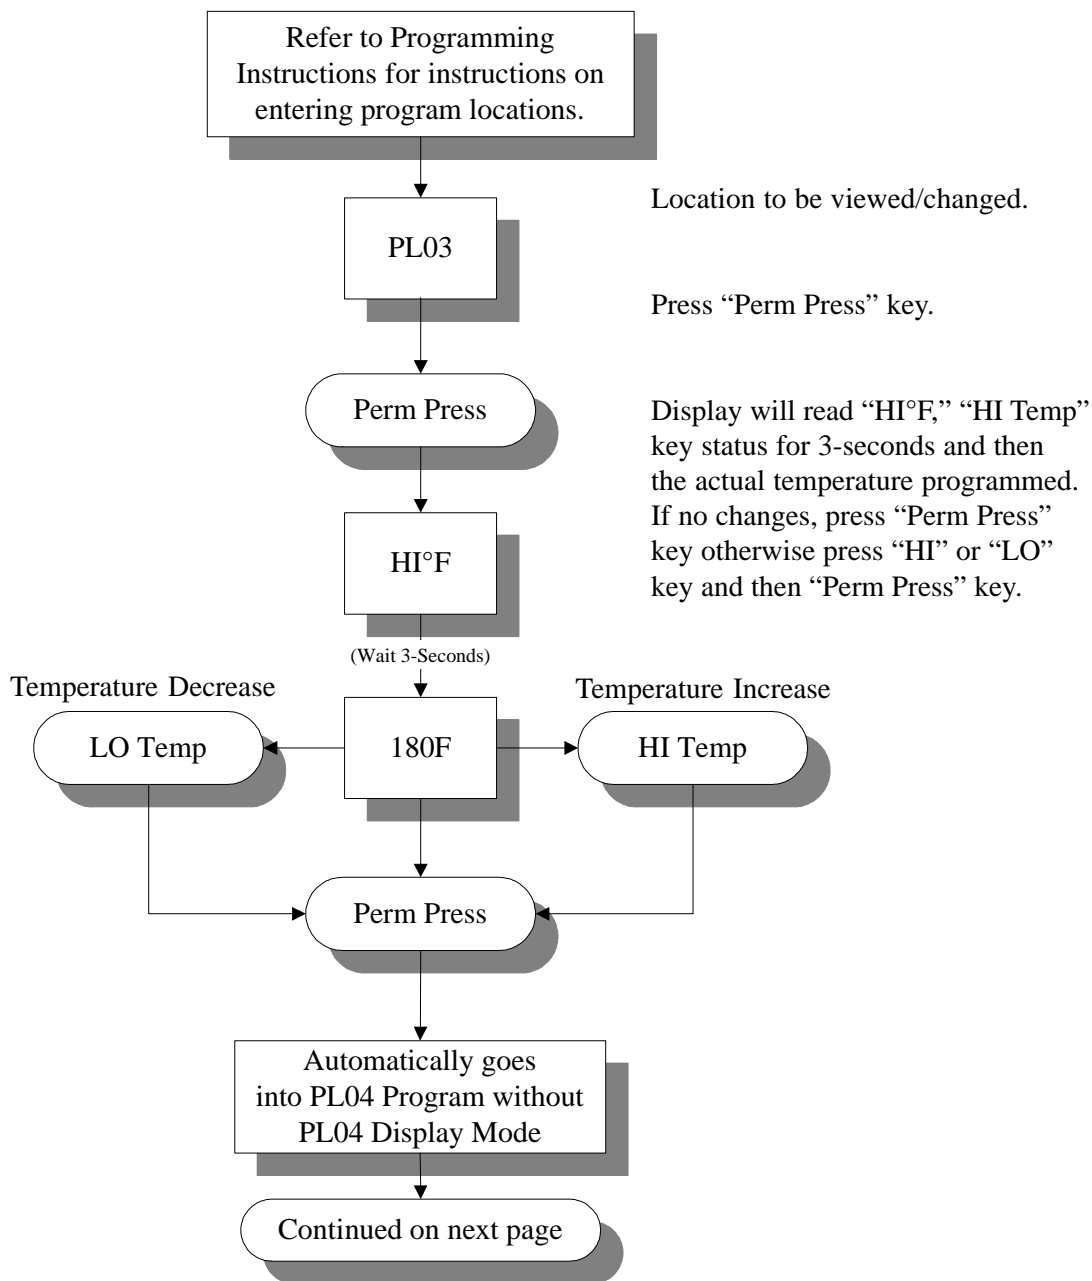 Refer to Programming
Instructions for instructions on
entering program locations.
Location to be viewed/changed.
PL03
Press “Perm Press” key.
Perm Press
Display will read “HI°F,” “HI Temp”
key status for 3-seconds and then
the actual temperature programmed.
If no changes, press “Perm Press”
key otherwise press “HI” or “LO”
key and then “Perm Press” key.
HI°F
(Wait 3-Seconds)
Temperature Decrease
Temperature Increase
LO Temp
180F
HI Temp
Perm Press
Automatically goes
into PL04 Program without
PL04 Display Mode
Continued on next page